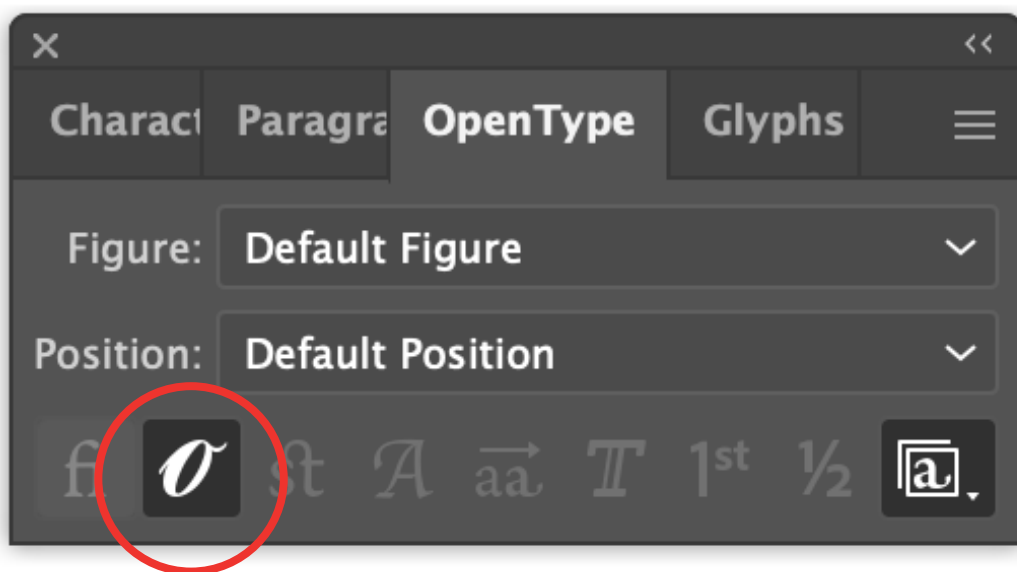 Charact Paragra OpenType Glyphs
Figure: Default Figure
Position: Default Position
fi o st A aa T 1st ½ a